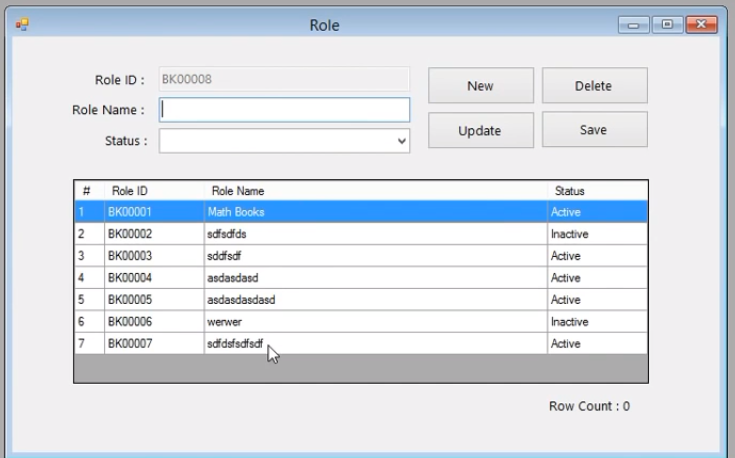 Role
Role ID : BK00008 New Delete
Role Name :
Status : Update Save
# Role ID Role Name Status
1 BK00001 Math Books Active
2 BK00002 sdfsdfds Inactive
3 BK00003 sddfsdf Active
4 BK00004 asdasdasd Active
5 BK00005 asdasdasdasd Active
6 BK00006 werwer Inactive
7 BK00007 sdfdsfsdfsdf Active
Row Count : 0